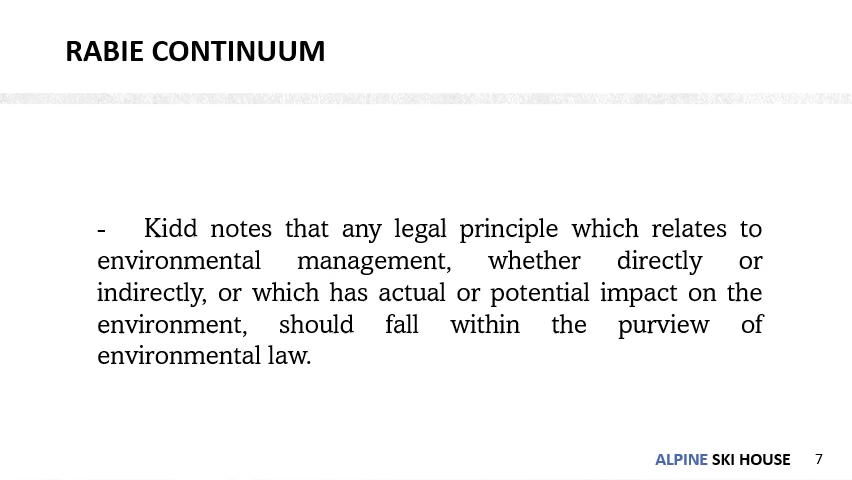 RABIE CONTINUUM
- Kidd notes that any legal principle which relates to
environmental management, whether directly or
indirectly, or which has actual or potential impact on the
environment, should fall within the purview of
environmental law.
ALPINE SKI HOUSE 7